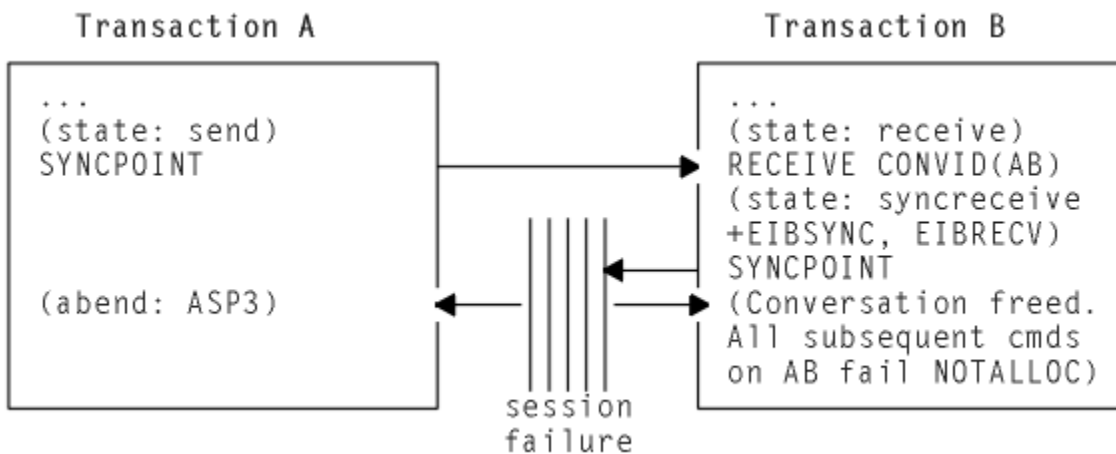 Transaction A
Transaction B
...
(state: send)
SYNCPOINT
(abend: ASP3)
...
(state: receive)
RECEIVE CONVID(AB)
(state: syncreceive
+EIBSYNC, EIBRECV)
SYNCPOINT
(Conversation freed.
All subsequent cmds
on AB fail NOTALLOC)
session
failure